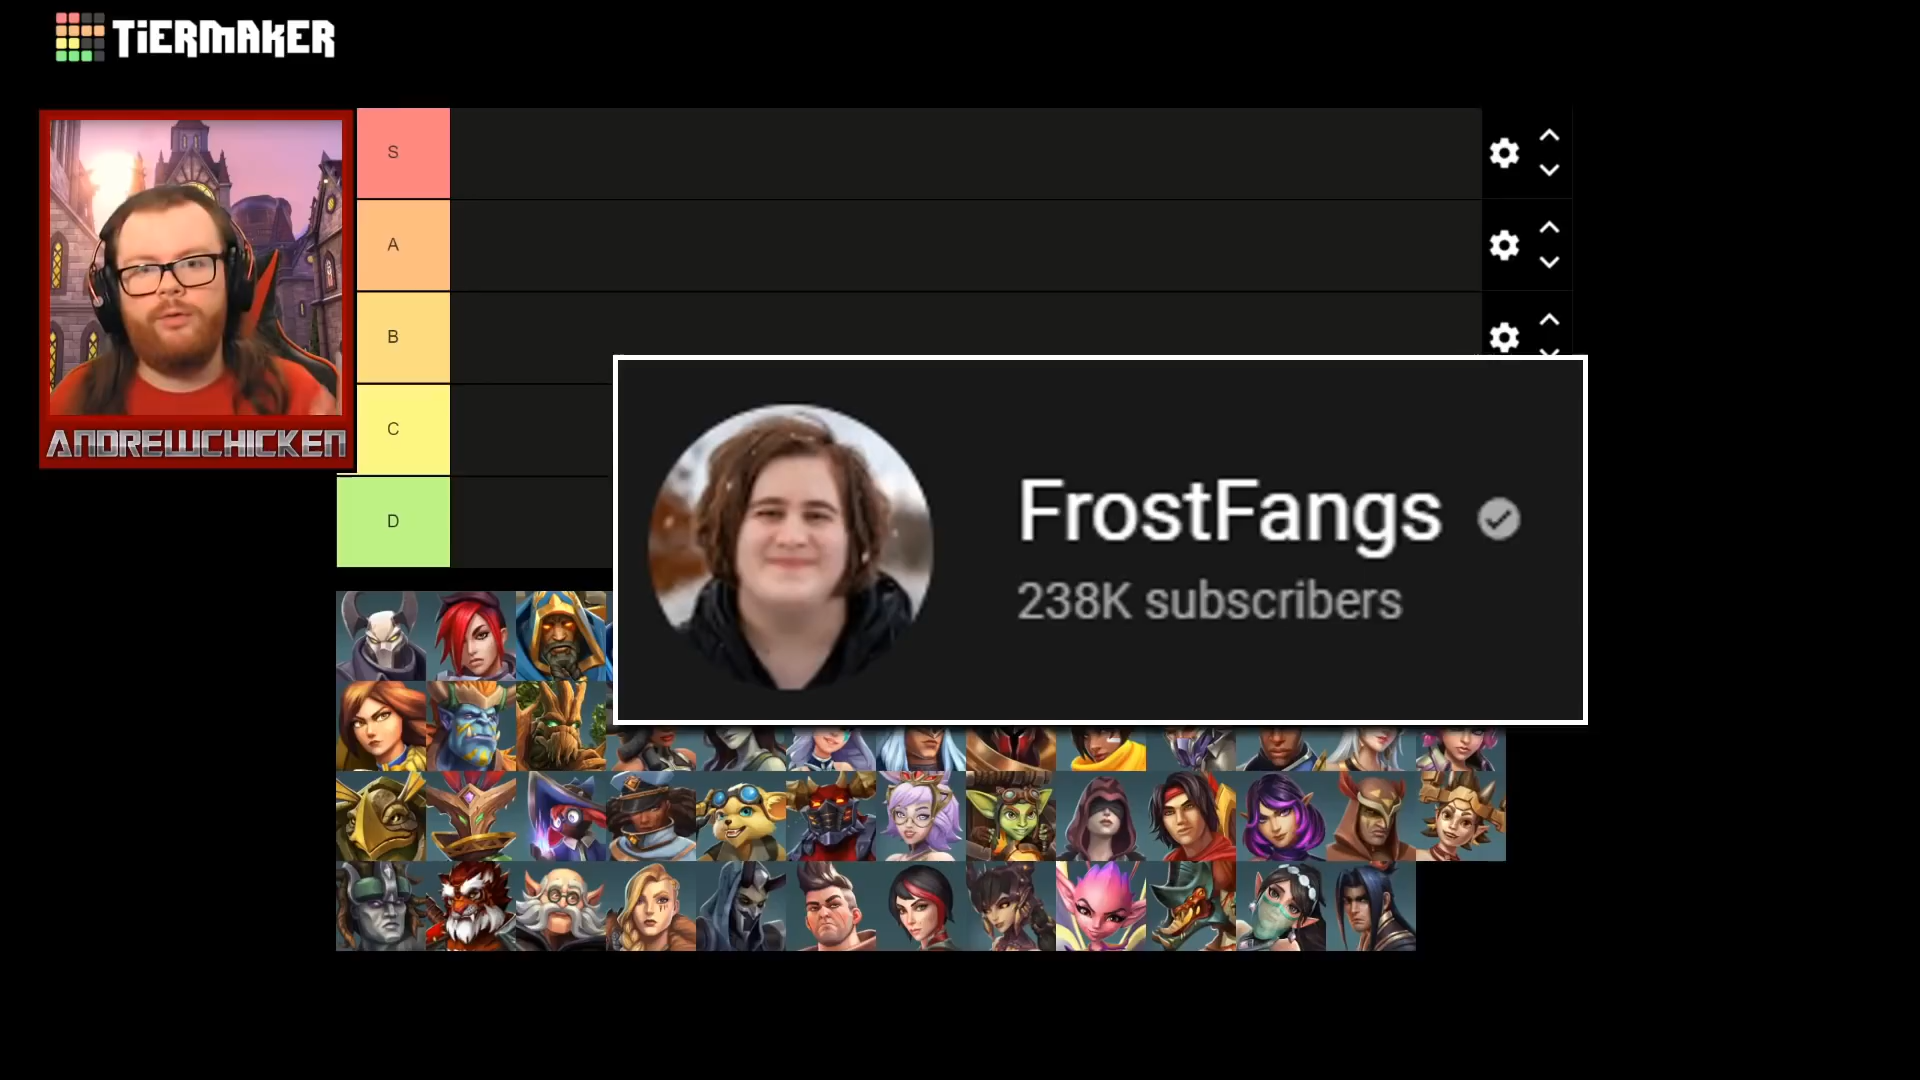 TiERMAKER
S
A
B
C
D
ANDREWCHICKEN
FrostFangs
238K subscribers